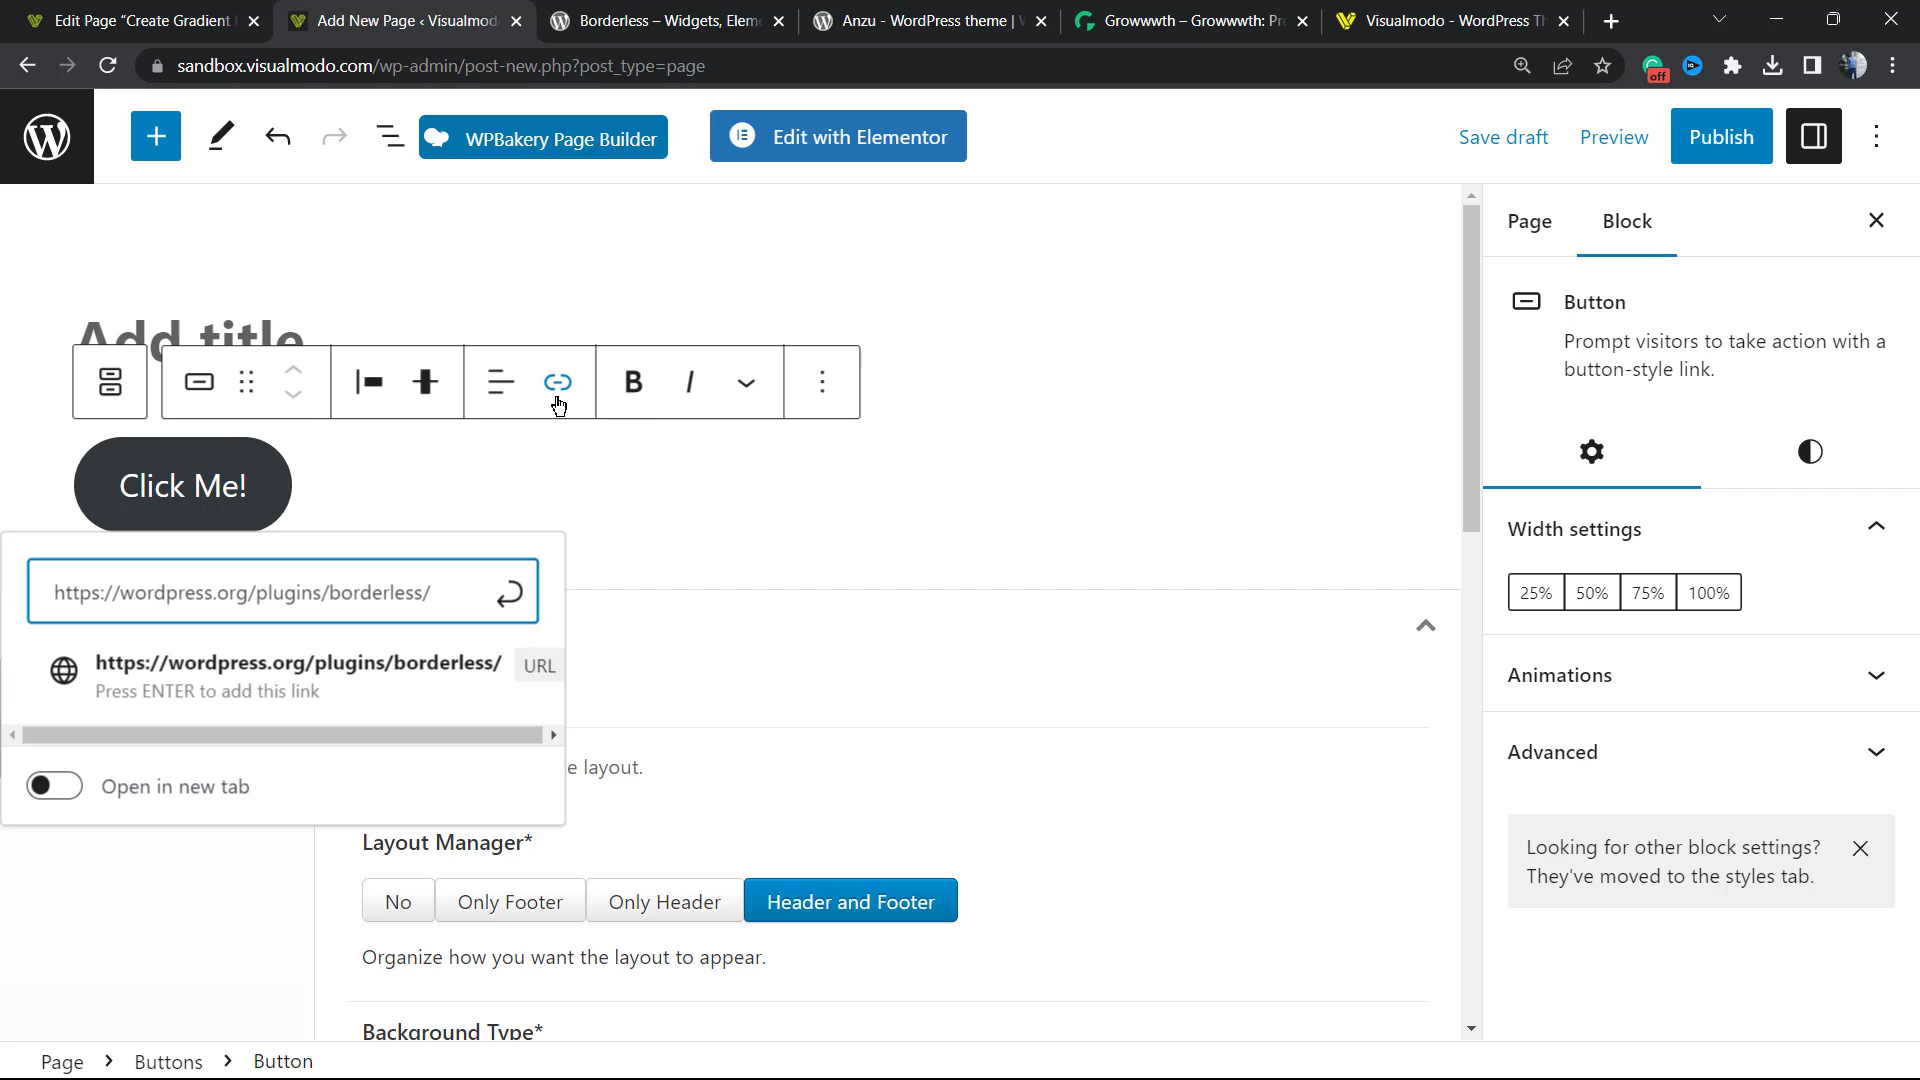 Edit Page “Create Gradient
Add New Page ‹ Visualmod
Borderless – Widgets, Elem
Anzu - WordPress theme |
Growwwth – Growwwth: Pr
Visualmodo - WordPress Th
sandbox.visualmodo.com/wp-admin/post-new.php?post_type=page
off
WPBakery Page Builder
Edit with Elementor
Save draft
Preview
Publish
Page
Block
Button
Prompt visitors to take action with a
button-style link.
Add title
B I
Click Me!
https://wordpress.org/plugins/borderless/
https://wordpress.org/plugins/borderless/ URL
Press ENTER to add this link
Open in new tab
e layout.
Layout Manager*
No
Only Footer
Only Header
Header and Footer
Organize how you want the layout to appear.
Background Type*
Width settings
25% 50% 75% 100%
Animations
Advanced
Looking for other block settings?
They've moved to the styles tab.
Page > Buttons > Button